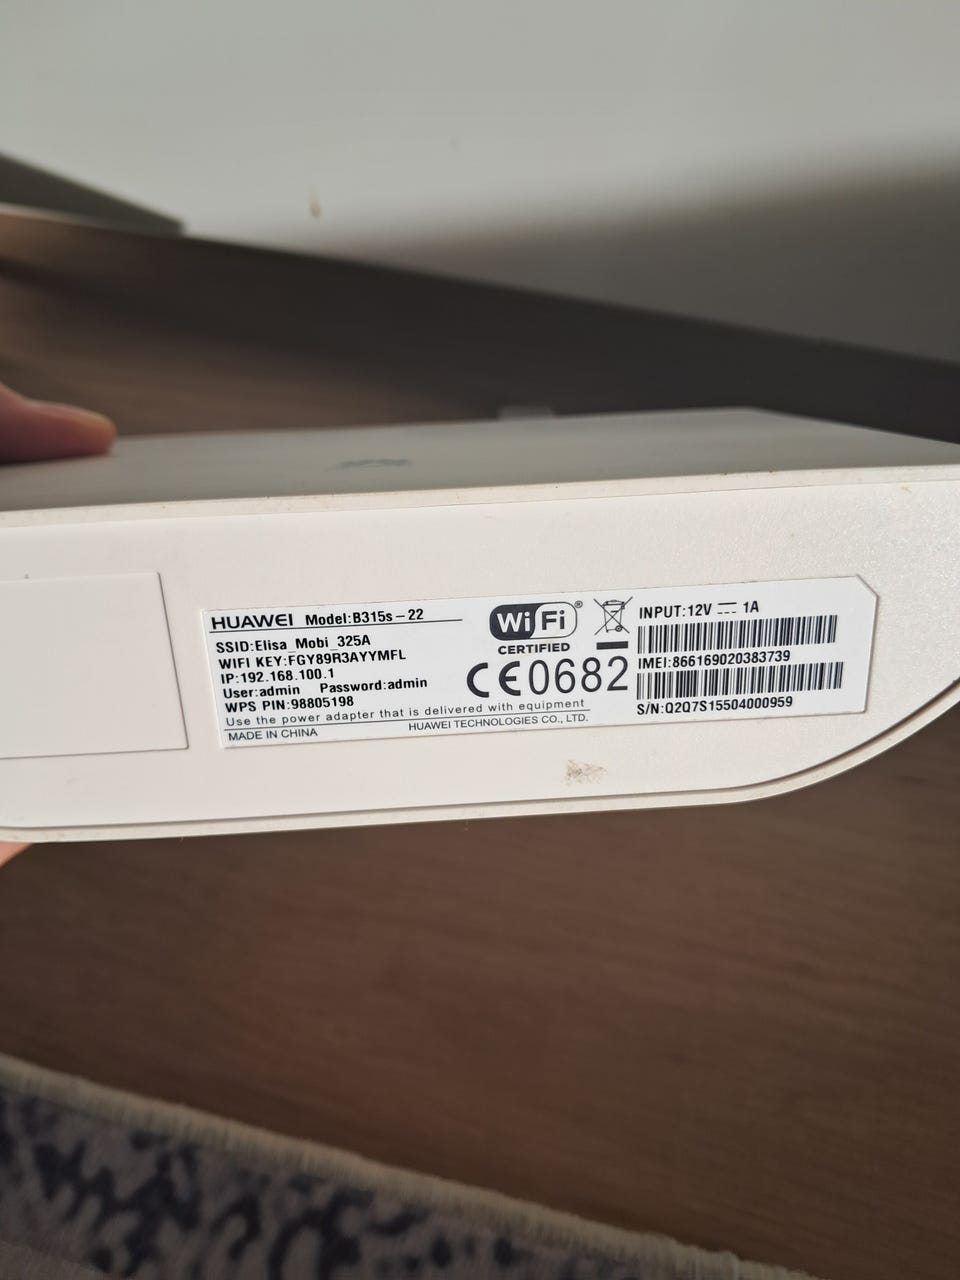 HUAWEI Model:B315s-22
SSID:Elisa_Mobi_325A
WIFI KEY:FGY89R3AYYMFL
IP:192.168.100.1
User:admin Password:admin
WPS PIN:98805198
Use the power adapter that is delivered with equipment
MADE IN CHINA HUAWEI TECHNOLOGIES CO., LTD.
Wi Fi ®
CERTIFIED
CE0682
INPUT:12V ⎓ 1A
IMEI:866169020383739
S/N:Q2Q7S15504000959